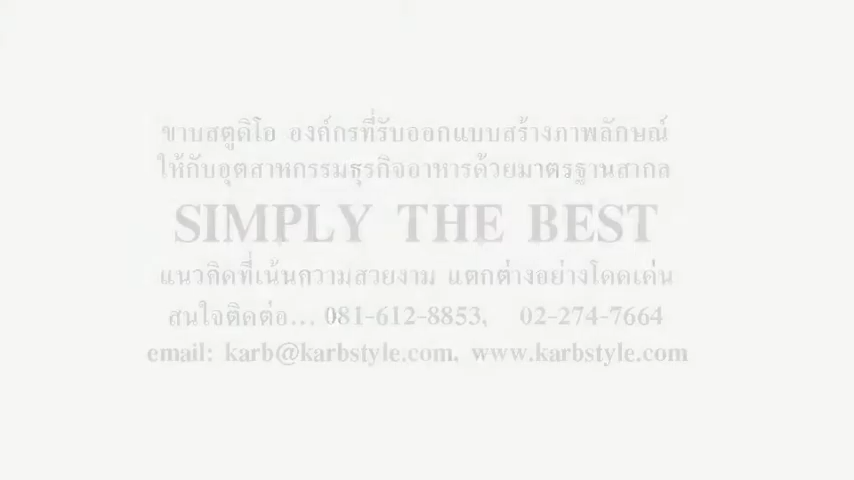 ขาบสตูดิโอ องค์กรที่รับออกแบบสร้างภาพลักษณ์
ให้กับอุตสาหกรรมธุรกิจอาหารด้วยมาตรฐานสากล
SIMPLY THE BEST
แนวคิดที่เน้นความสวยงาม แตกต่างอย่างโดดเด่น
สนใจติดต่อ... 081-612-8853, 02-274-7664
email: karb@karbstyle.com, www.karbstyle.com